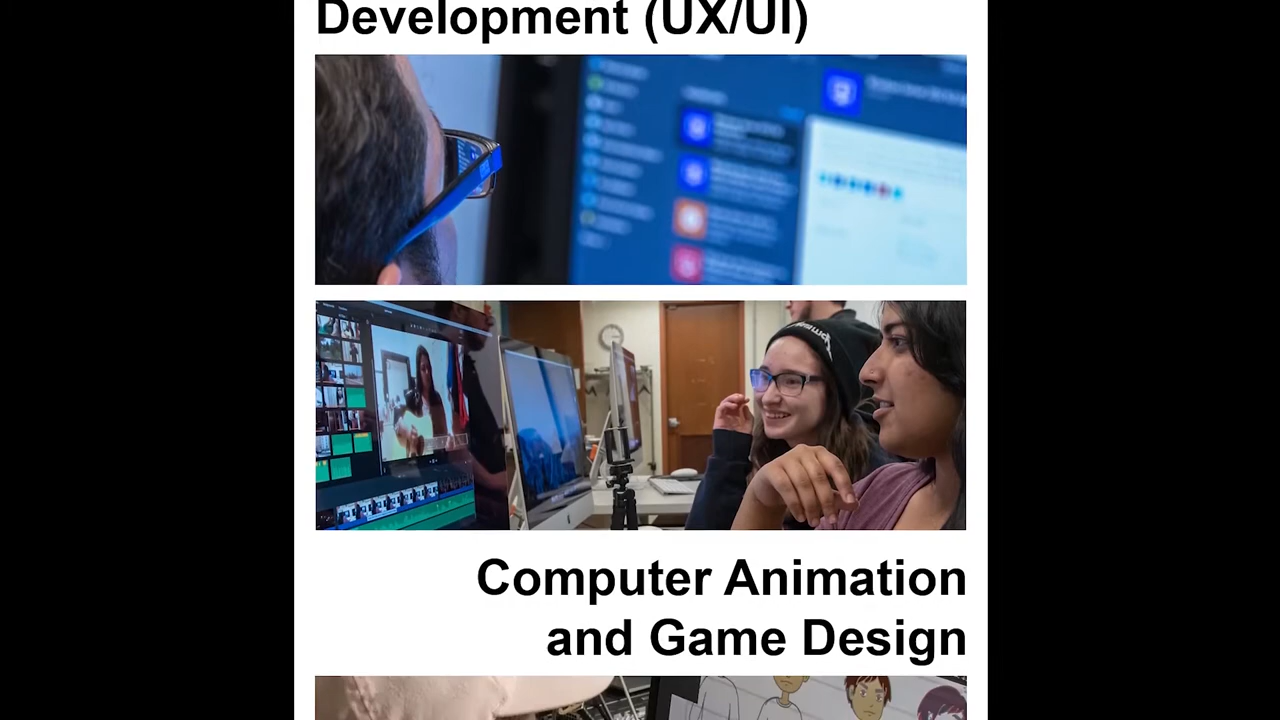 Development (UX/UI)
Computer Animation
and Game Design